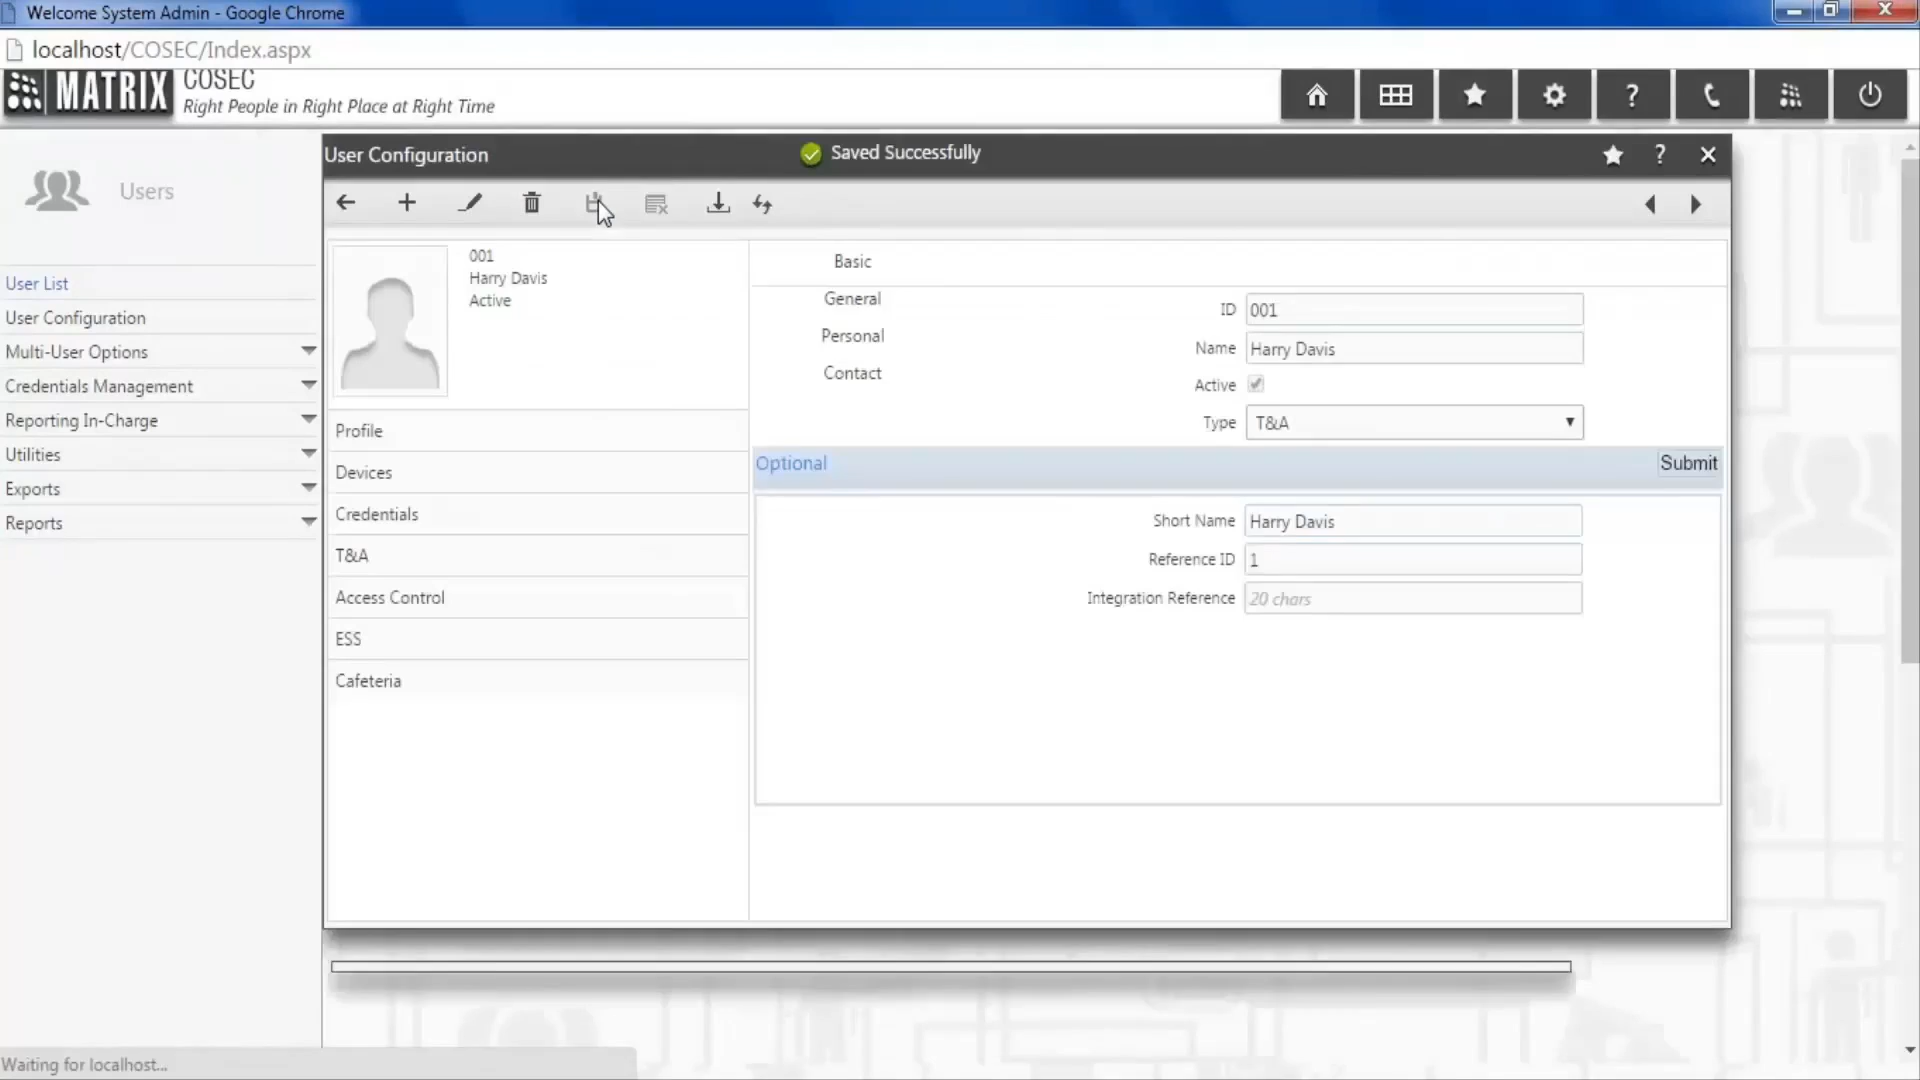 Welcome System Admin - Google Chrome
localhost/COSEC/Index.aspx
MATRIX
COSEC
Right People in Right Place at Right Time
?
Users
User List
User Configuration
Multi-User Options
Credentials Management
Reporting In-Charge
Utilities
Exports
Reports
User Configuration
Saved Successfully
?
001
Harry Davis
Active
Profile
Devices
Credentials
T&A
Access Control
ESS
Cafeteria
Basic
General
Personal
Contact
ID 001
Name Harry Davis
Active
Type T&A
Optional
Submit
Short Name Harry Davis
Reference ID 1
Integration Reference 20 chars
Waiting for localhost...